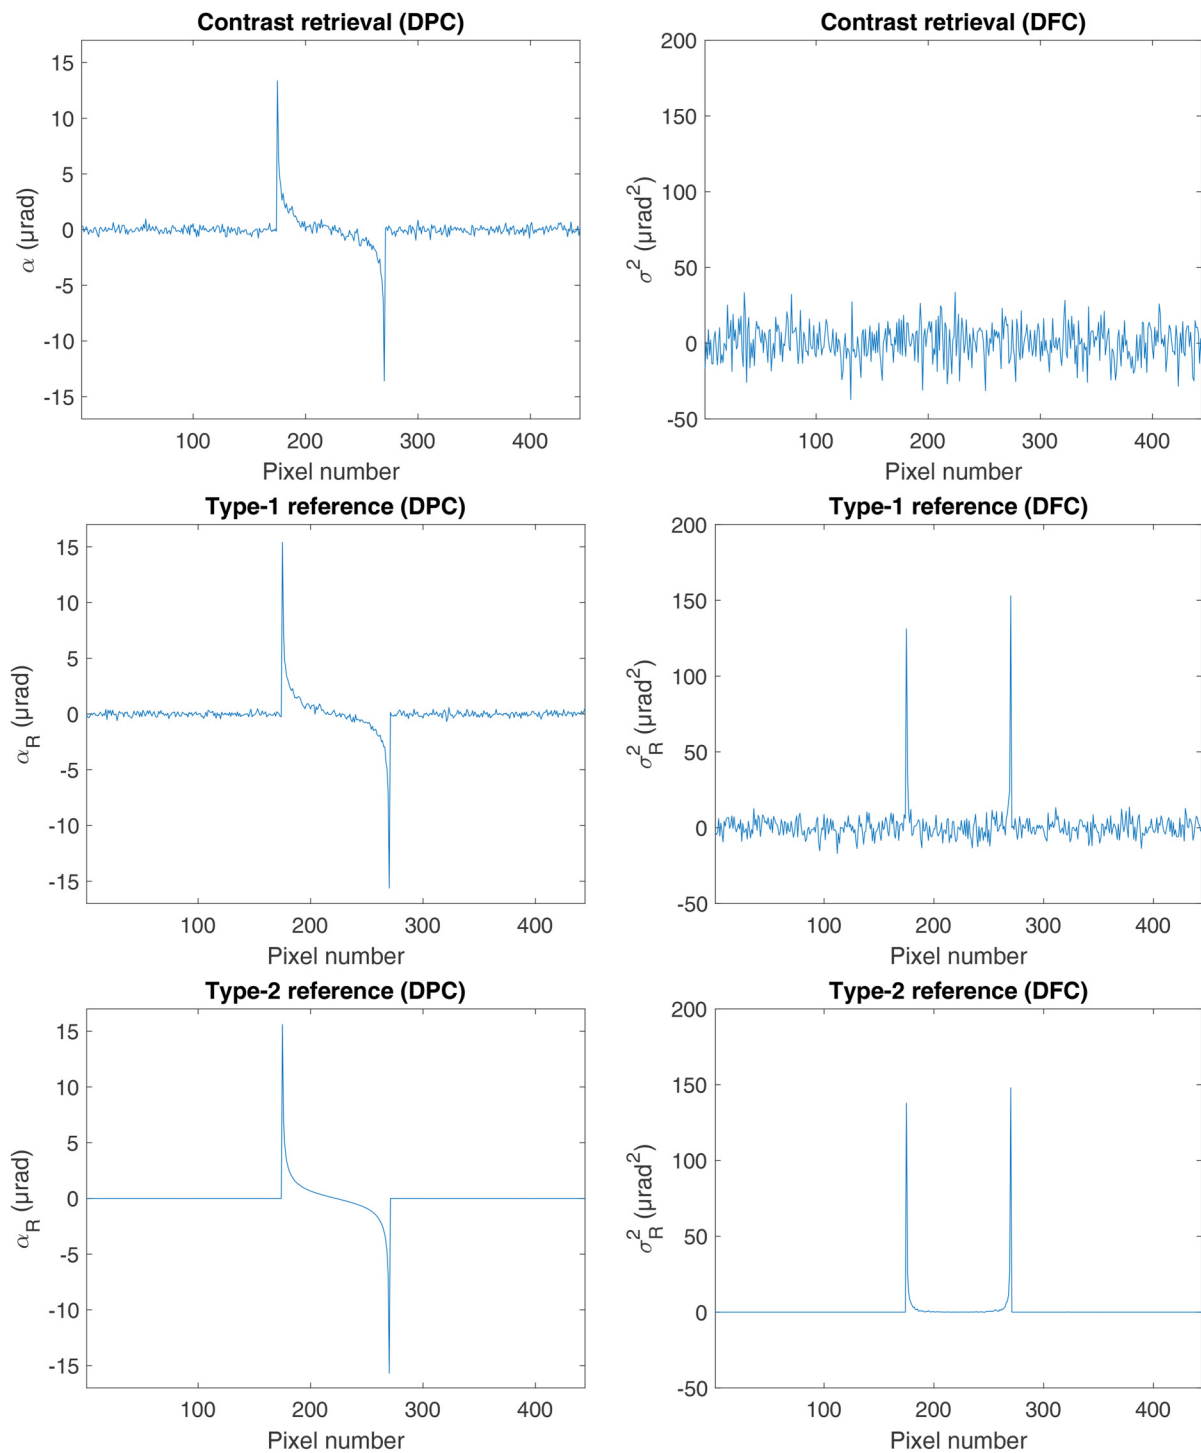 Contrast retrieval (DPC)
15
10
5
0
-5
-10
-15
α (μrad)
100 200 300 400
Pixel number
Contrast retrieval (DFC)
200
150
100
50
0
-50
σ² (μrad²)
100 200 300 400
Pixel number
Type-1 reference (DPC)
15
10
5
0
-5
-10
-15
α_R (μrad)
100 200 300 400
Pixel number
Type-1 reference (DFC)
200
150
100
50
0
-50
σ²_R (μrad²)
100 200 300 400
Pixel number
Type-2 reference (DPC)
15
10
5
0
-5
-10
-15
α_R (μrad)
100 200 300 400
Pixel number
Type-2 reference (DFC)
200
150
100
50
0
-50
σ²_R (μrad²)
100 200 300 400
Pixel number